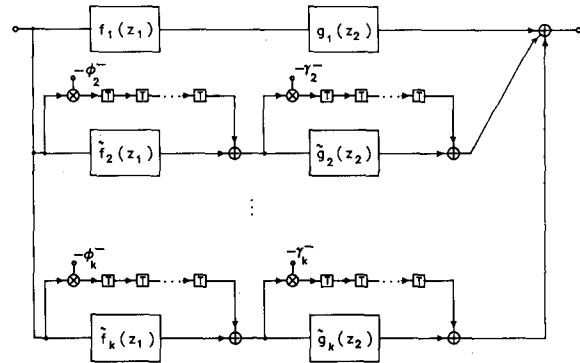 f₁(z₁) g₁(z₂)
-ϕ₂⁻ -γ₂⁻
T T ... T T T ... T
f̃₂(z₁) g̃₂(z₂)
⋮
-ϕₖ⁻ -γₖ⁻
T T ... T T T ... T
f̃ₖ(z₁) g̃ₖ(z₂)